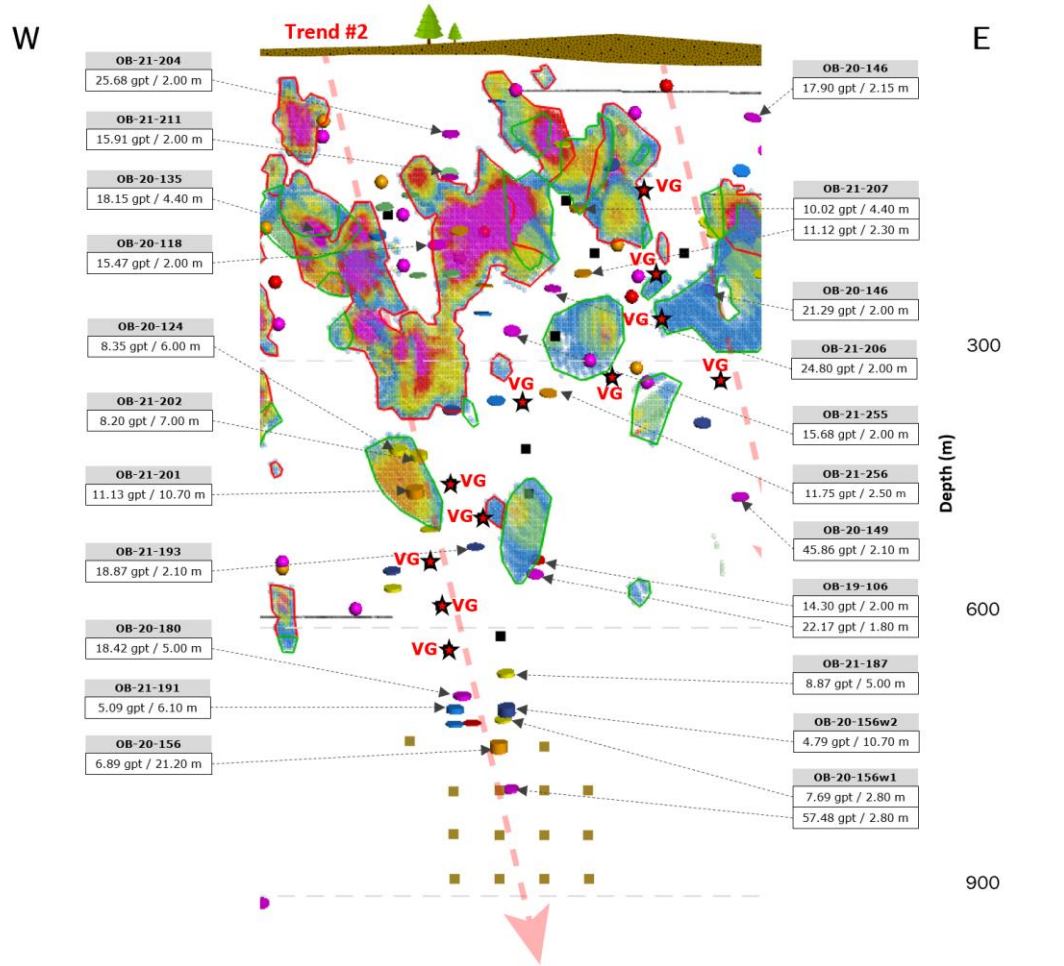 W
Trend #2
E
OB-21-204
25.68 gpt / 2.00 m
OB-21-211
15.91 gpt / 2.00 m
OB-20-135
18.15 gpt / 4.40 m
OB-20-118
15.47 gpt / 2.00 m
OB-20-124
8.35 gpt / 6.00 m
OB-21-202
8.20 gpt / 7.00 m
OB-21-201
11.13 gpt / 10.70 m
OB-21-193
18.87 gpt / 2.10 m
OB-20-180
18.42 gpt / 5.00 m
OB-21-191
5.09 gpt / 6.10 m
OB-20-156
6.89 gpt / 21.20 m
VG
VG
VG
VG
VG
VG
VG
VG
VG
VG
VG
OB-20-146
17.90 gpt / 2.15 m
OB-21-207
10.02 gpt / 4.40 m
11.12 gpt / 2.30 m
OB-20-146
21.29 gpt / 2.00 m
OB-21-206
24.80 gpt / 2.00 m
OB-21-255
15.68 gpt / 2.00 m
OB-21-256
11.75 gpt / 2.50 m
OB-20-149
45.86 gpt / 2.10 m
OB-19-106
14.30 gpt / 2.00 m
22.17 gpt / 1.80 m
OB-21-187
8.87 gpt / 5.00 m
OB-20-156w2
4.79 gpt / 10.70 m
OB-20-156w1
7.69 gpt / 2.80 m
57.48 gpt / 2.80 m
300
Depth (m)
600
900